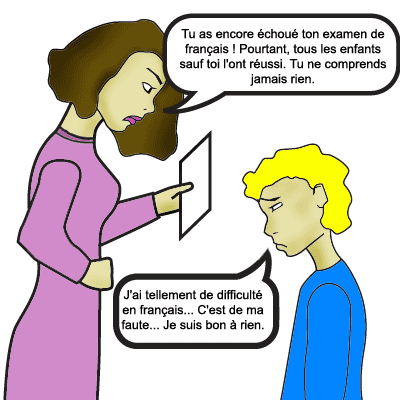 Tu as encore échoué ton examen de
français ! Pourtant, tous les enfants
sauf toi l'ont réussi. Tu ne comprends
jamais rien.
J'ai tellement de difficulté
en français... C'est de ma
faute... Je suis bon à rien.